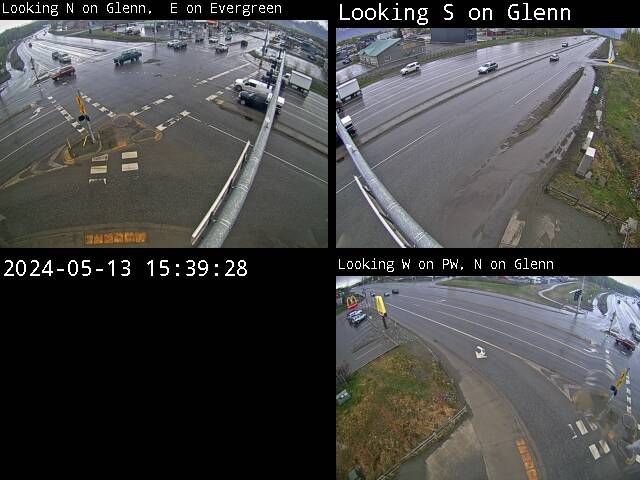 Looking N on Glenn,  E on Evergreen
Looking S on Glenn
2024-05-13 15:39:28
Looking W on PW, N on Glenn